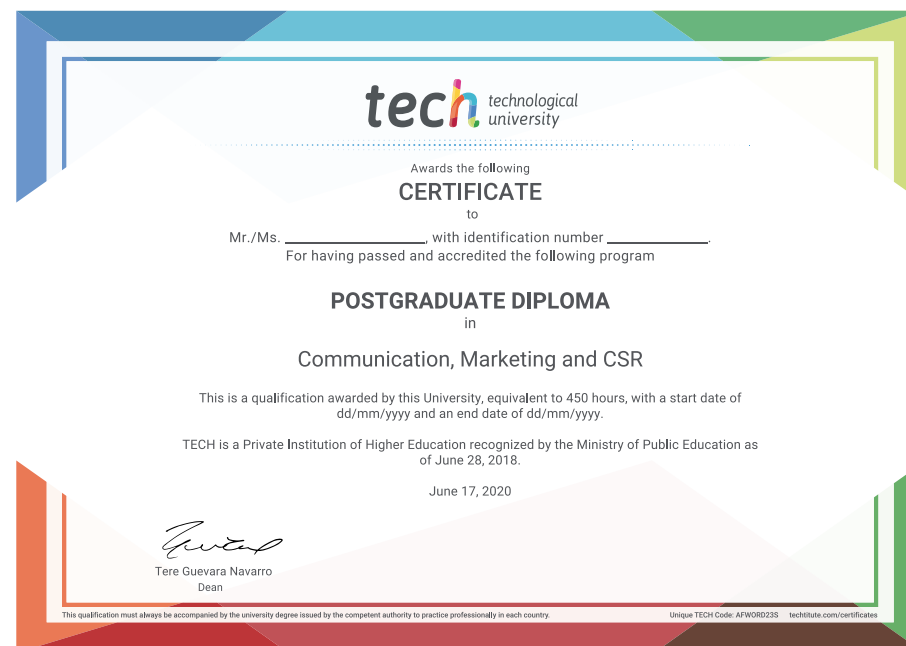 tech technological
university
Awards the following
CERTIFICATE
to
Mr./Ms. ____________________, with identification number ______________.
For having passed and accredited the following program
POSTGRADUATE DIPLOMA
in
Communication, Marketing and CSR
This is a qualification awarded by this University, equivalent to 450 hours, with a start date of
dd/mm/yyyy and an end date of dd/mm/yyyy.
TECH is a Private Institution of Higher Education recognized by the Ministry of Public Education as
of June 28, 2018.
June 17, 2020
Tere Guevara Navarro
Dean
This qualification must always be accompanied by the university degree issued by the competent authority to practice professionally in each country. Unique TECH Code: AFWORD23S techtitute.com/certificates